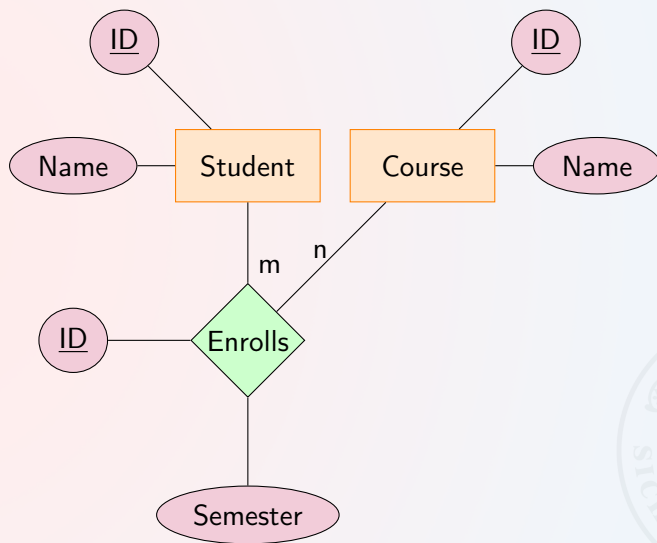 ID
ID
Name
Student
Course
Name
m
n
ID
Enrolls
Semester